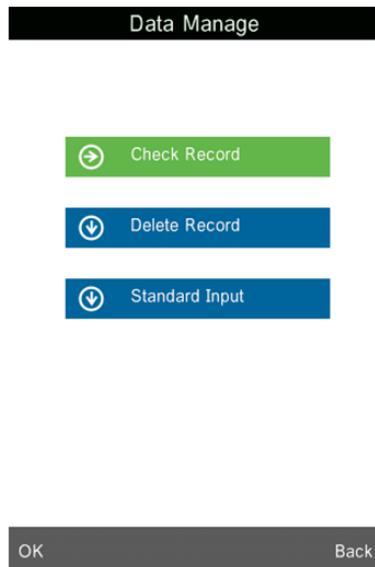 Data Manage
Check Record
Delete Record
Standard Input
OK Back